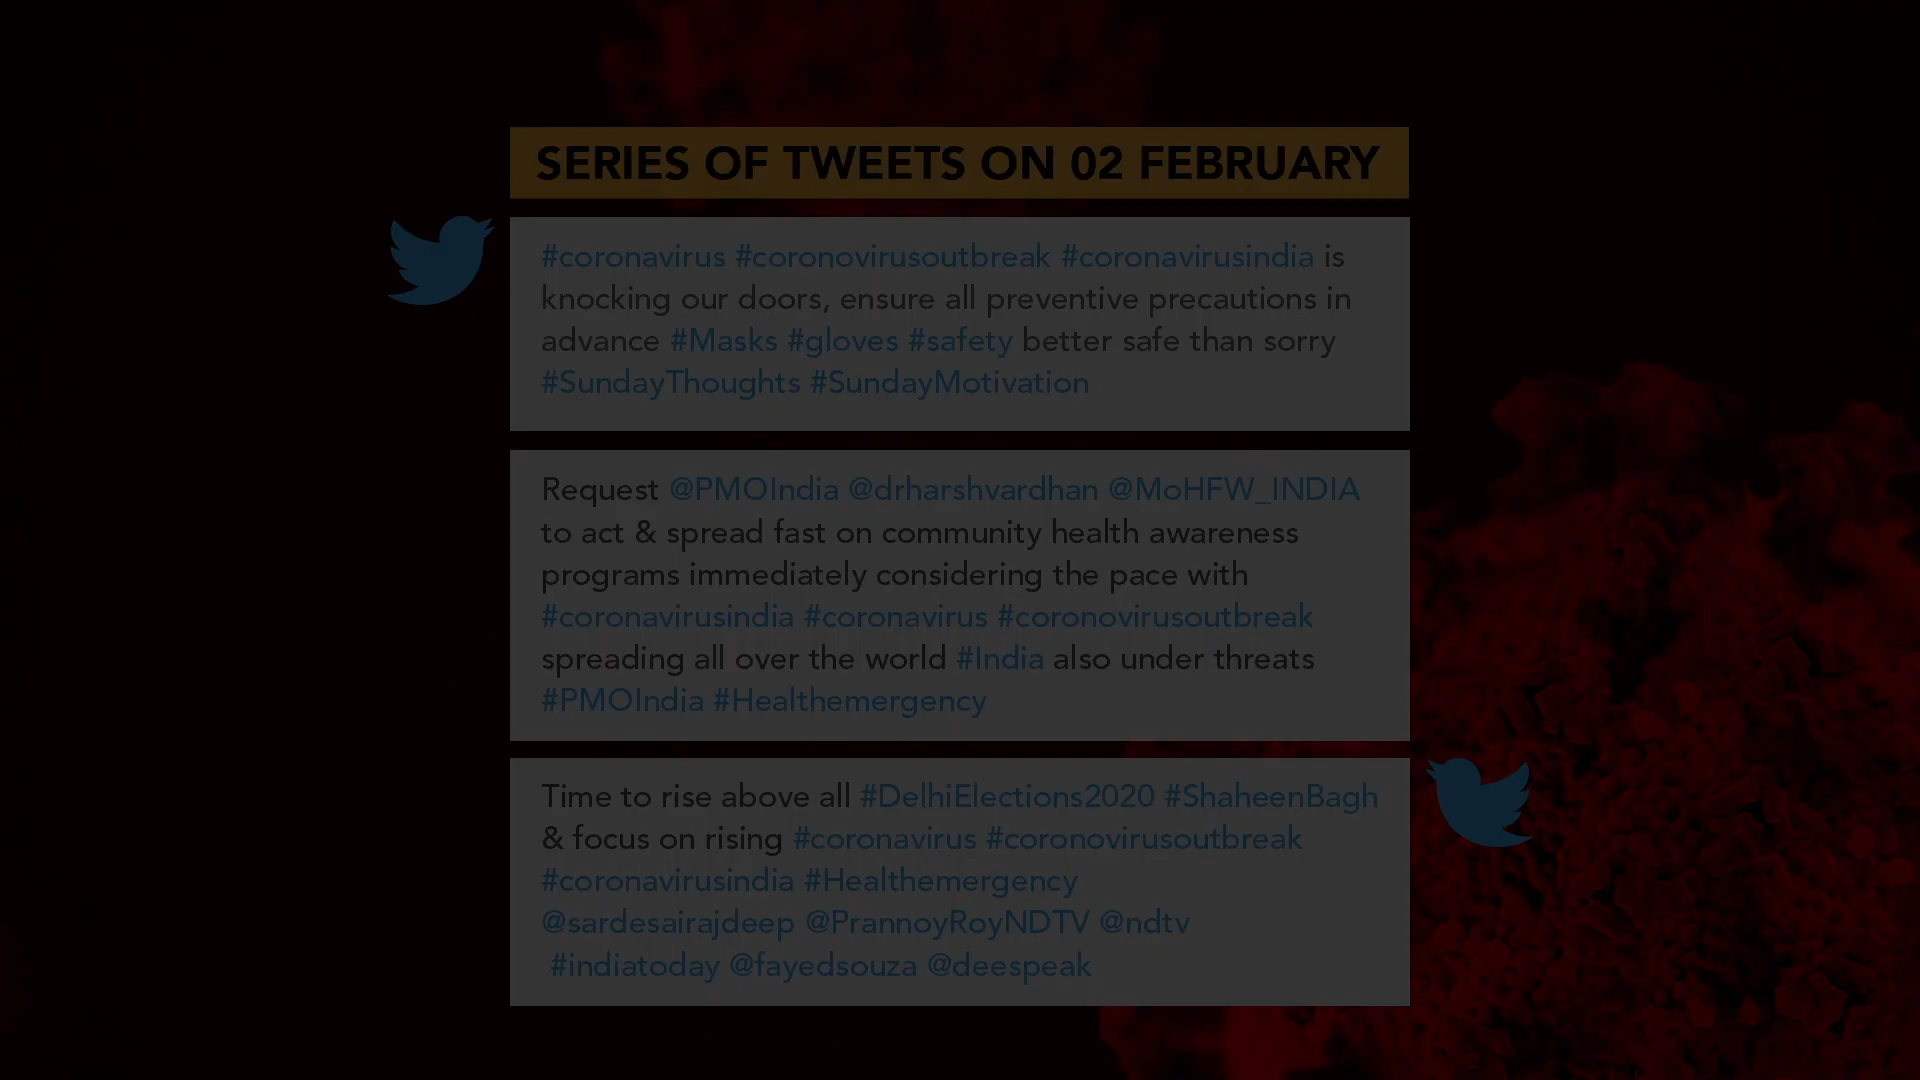 SERIES OF TWEETS ON 02 FEBRUARY
#coronavirus #coronovirusoutbreak #coronavirusindia is
knocking our doors, ensure all preventive precautions in
advance #Masks #gloves #safety better safe than sorry
#SundayThoughts #SundayMotivation
Request @PMOIndia @drharshvardhan @MoHFW_INDIA
to act & spread fast on community health awareness
programs immediately considering the pace with
#coronavirusindia #coronavirus #coronovirusoutbreak
spreading all over the world #India also under threats
#PMOIndia #Healthemergency
Time to rise above all #DelhiElections2020 #ShaheenBagh
& focus on rising #coronavirus #coronovirusoutbreak
#coronavirusindia #Healthemergency
@sardesairajdeep @PrannoyRoyNDTV @ndtv
#indiatoday @fayedsouza @deespeak